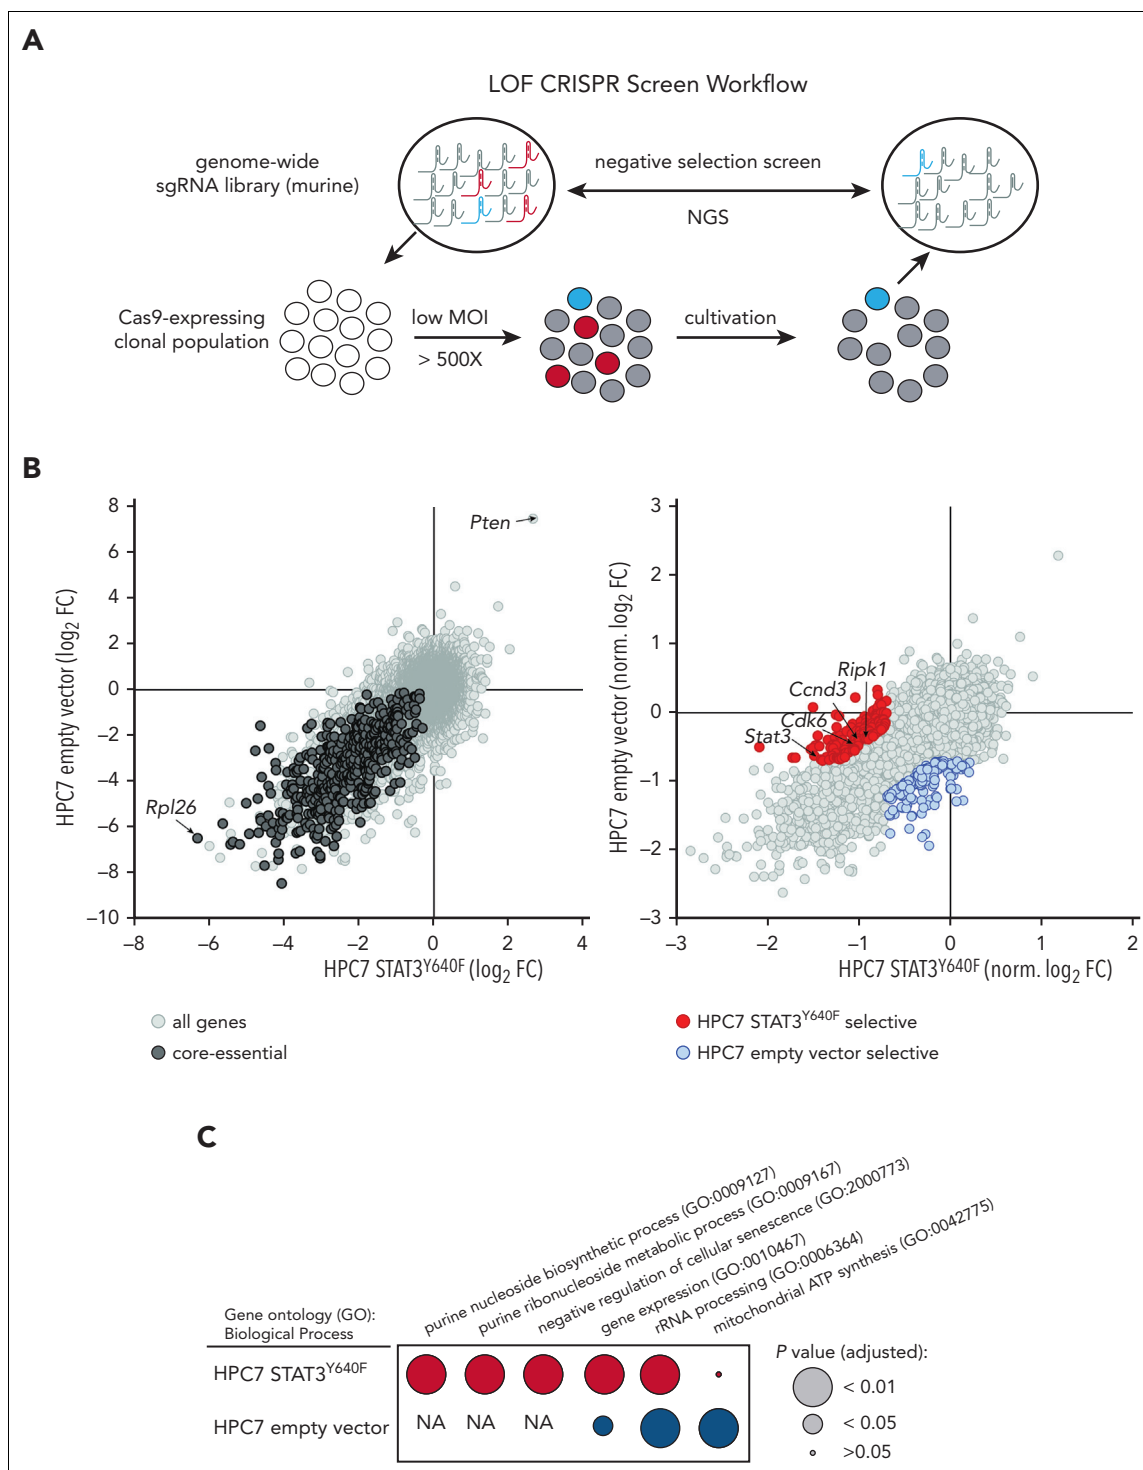 A
LOF CRISPR Screen Workflow
genome-wide
sgRNA library (murine)
negative selection screen
NGS
Cas9-expressing
clonal population
low MOI
> 500X
cultivation
B
HPC7 empty vector (log2 FC)
8
6
4
2
0
–2
–4
–6
–8
–10
Pten
Rpl26
–8
–6
–4
–2
0
2
4
HPC7 STAT3Y640F (log2 FC)
all genes
core-essential
HPC7 empty vector (norm. log2 FC)
3
2
1
0
–1
–2
–3
Ripk1
Ccnd3
Cdk6
Stat3
–3
–2
–1
0
1
2
HPC7 STAT3Y640F (norm. log2 FC)
HPC7 STAT3Y640F selective
HPC7 empty vector selective
C
purine nucleoside biosynthetic process (GO:0009127)
purine ribonucleoside metabolic process (GO:0009167)
negative regulation of cellular senescence (GO:2000773)
gene expression (GO:0010467)
rRNA processing (GO:0006364)
mitochondrial ATP synthesis (GO:0042775)
Gene ontology (GO):
Biological Process
HPC7 STAT3Y640F
HPC7 empty vector
NA NA NA
P value (adjusted):
< 0.01
< 0.05
>0.05